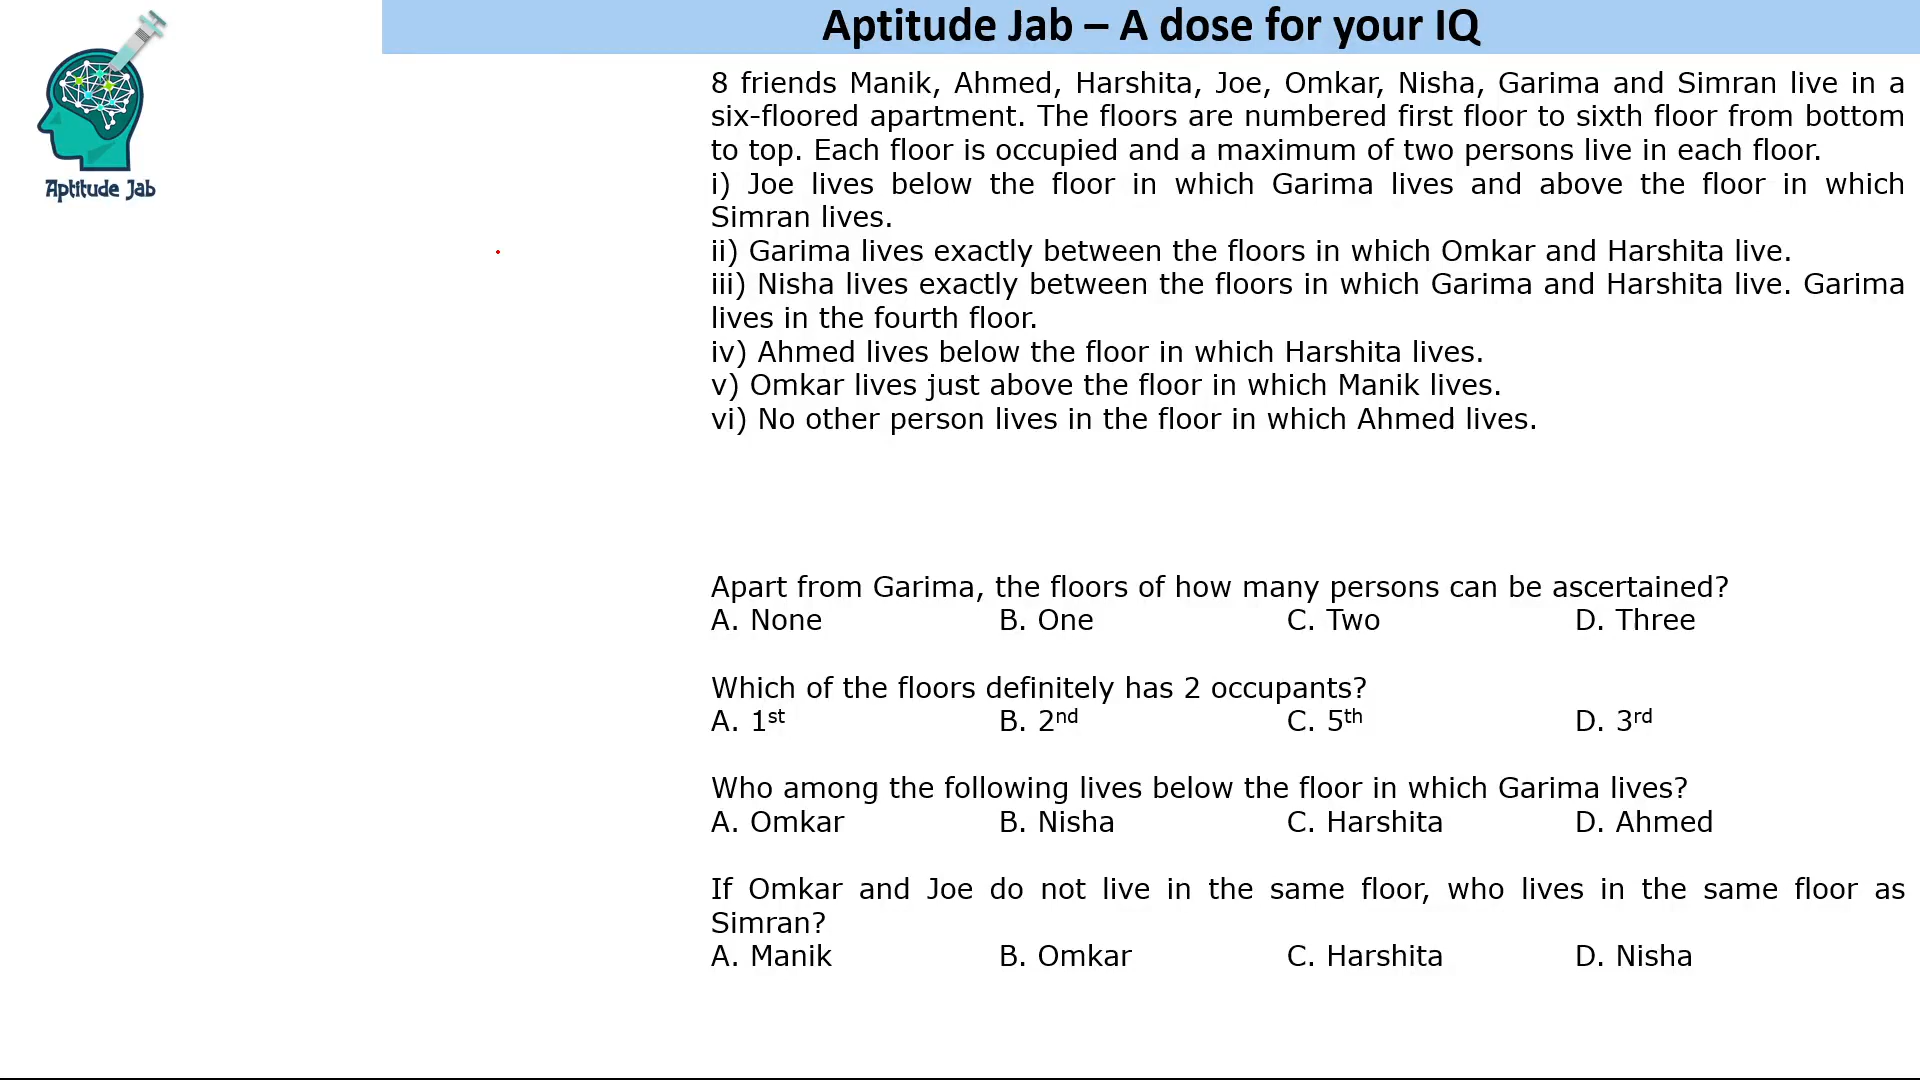 Aptitude Jab – A dose for your IQ
Aptitude Jab
8 friends Manik, Ahmed, Harshita, Joe, Omkar, Nisha, Garima and Simran live in a
six-floored apartment. The floors are numbered first floor to sixth floor from bottom
to top. Each floor is occupied and a maximum of two persons live in each floor.
i) Joe lives below the floor in which Garima lives and above the floor in which
Simran lives.
ii) Garima lives exactly between the floors in which Omkar and Harshita live.
iii) Nisha lives exactly between the floors in which Garima and Harshita live. Garima
lives in the fourth floor.
iv) Ahmed lives below the floor in which Harshita lives.
v) Omkar lives just above the floor in which Manik lives.
vi) No other person lives in the floor in which Ahmed lives.
Apart from Garima, the floors of how many persons can be ascertained?
A. None B. One C. Two D. Three
Which of the floors definitely has 2 occupants?
A. 1st B. 2nd C. 5th D. 3rd
Who among the following lives below the floor in which Garima lives?
A. Omkar B. Nisha C. Harshita D. Ahmed
If Omkar and Joe do not live in the same floor, who lives in the same floor as
Simran?
A. Manik B. Omkar C. Harshita D. Nisha